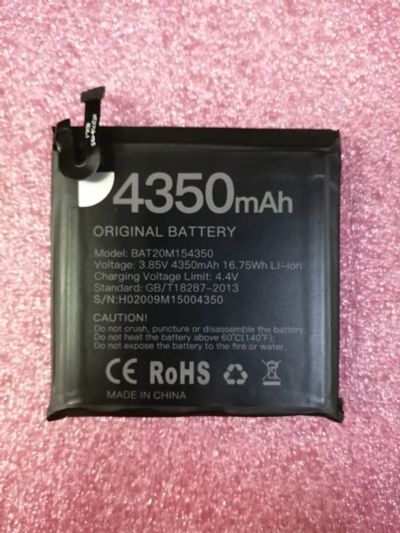 4350mAh
ORIGINAL BATTERY
Model: BAT20M154350
Voltage: 3.85V 4350mAh 16.75Wh Li-ion
Limited charging Voltage: 4.4V
Standard: GB/T18287-2013
S/N:H02009M15004350
CAUTION!
Do not crush, puncture or disassemble the battery.
Do not heat the battery above 60°C(140°F);
Do not expose the battery to the fire or water.
CE RoHS
MADE IN CHINA